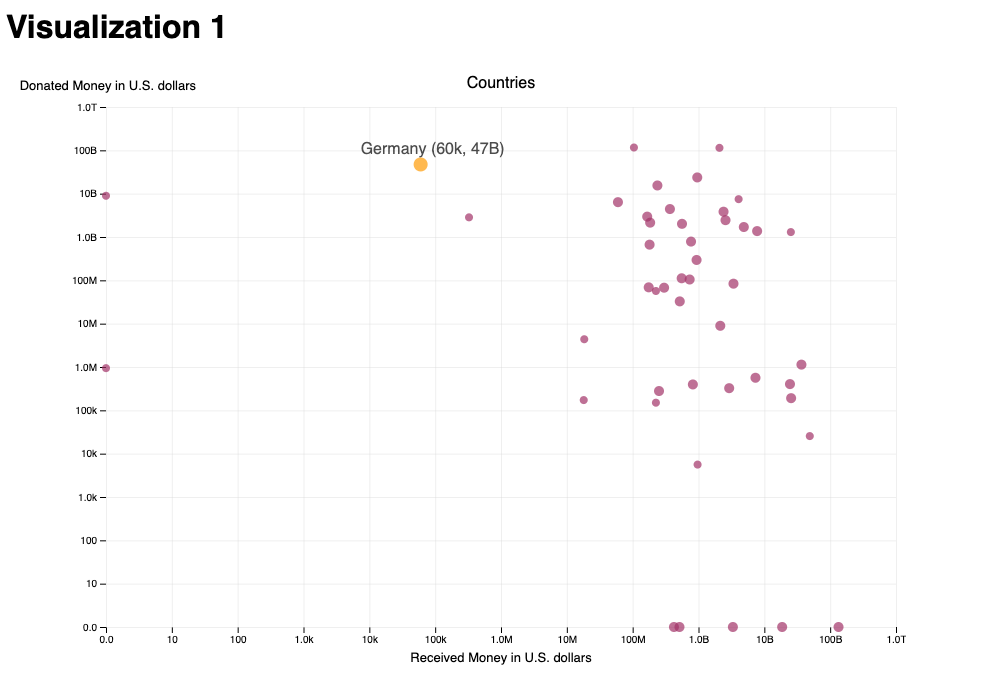 Visualization 1
Donated Money in U.S. dollars
Countries
1.0T
100B
10B
1.0B
100M
10M
1.0M
100k
10k
1.0k
100
10
0.0
Germany (60k, 47B)
0.0 10 100 1.0k 10k 100k 1.0M 10M 100M 1.0B 10B 100B 1.0T
Received Money in U.S. dollars